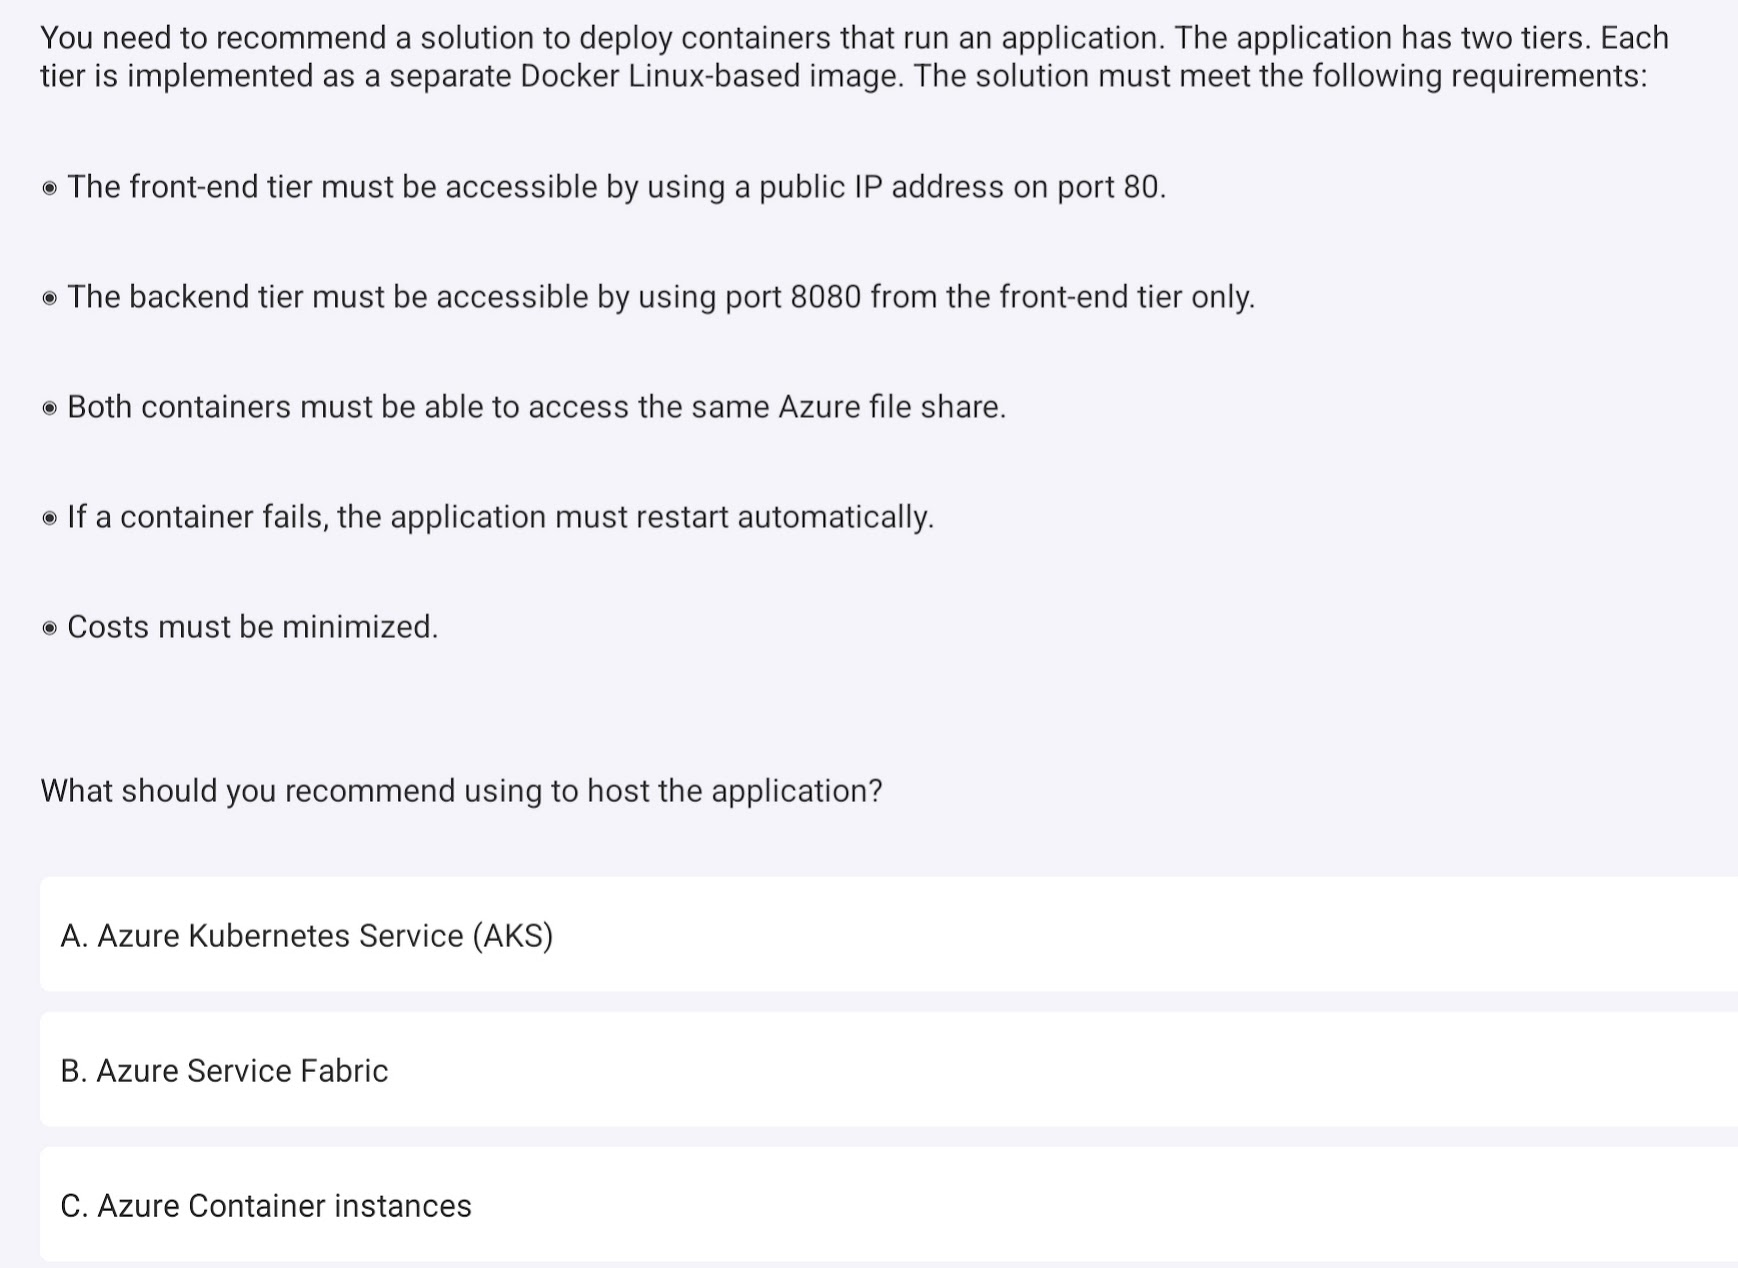 You need to recommend a solution to deploy containers that run an application. The application has two tiers. Each
tier is implemented as a separate Docker Linux-based image. The solution must meet the following requirements:
◉ The front-end tier must be accessible by using a public IP address on port 80.
◉ The backend tier must be accessible by using port 8080 from the front-end tier only.
◉ Both containers must be able to access the same Azure file share.
◉ If a container fails, the application must restart automatically.
◉ Costs must be minimized.
What should you recommend using to host the application?
A. Azure Kubernetes Service (AKS)
B. Azure Service Fabric
C. Azure Container instances